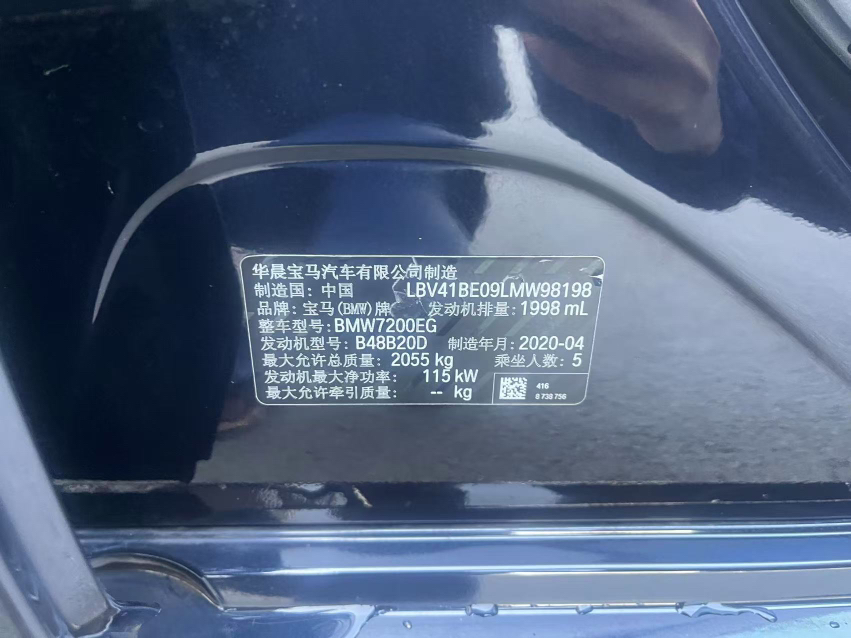 华晨宝马汽车有限公司制造
制造国: 中国 LBV41BE09LMW98198
品牌: 宝马(BMW)牌 发动机排量: 1998 mL
整车型号: BMW7200EG
发动机型号: B48B20D 制造年月: 2020-04
最大允许总质量: 2055 kg 乘坐人数: 5
发动机最大净功率: 115 kW
最大允许牵引质量: -- kg
416
6 738 756